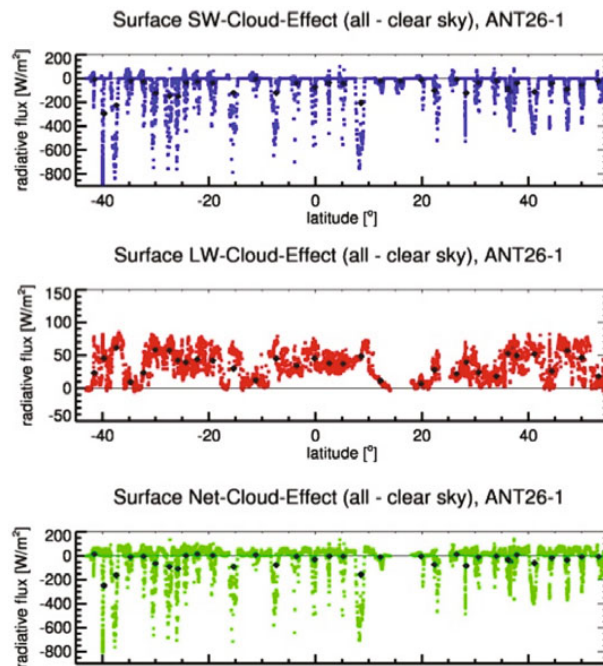 Surface SW-Cloud-Effect (all - clear sky), ANT26-1
radiative flux [W/m²]
200
0
-200
-400
-600
-800
-40 -20 0 20 40
latitude [°]
Surface LW-Cloud-Effect (all - clear sky), ANT26-1
radiative flux [W/m²]
150
100
50
0
-50
-40 -20 0 20 40
latitude [°]
Surface Net-Cloud-Effect (all - clear sky), ANT26-1
radiative flux [W/m²]
200
0
-200
-400
-600
-800